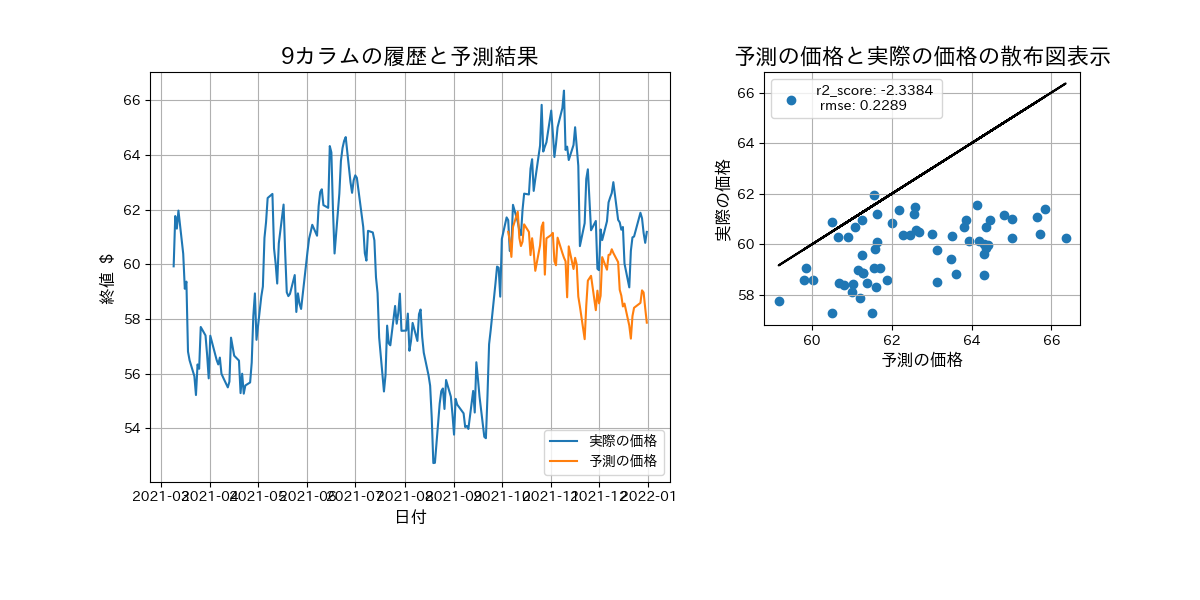 9カラムの履歴と予測結果
終値 $
66
64
62
60
58
56
54
2021-03
2021-04
2021-05
2021-06
2021-07
2021-08
2021-09
2021-10
2021-11
2021-12
2022-01
日付
実際の価格
予測の価格
予測の価格と実際の価格の散布図表示
実際の価格
66
64
62
60
58
r2_score: -2.3384
rmse: 0.2289
60
62
64
66
予測の価格